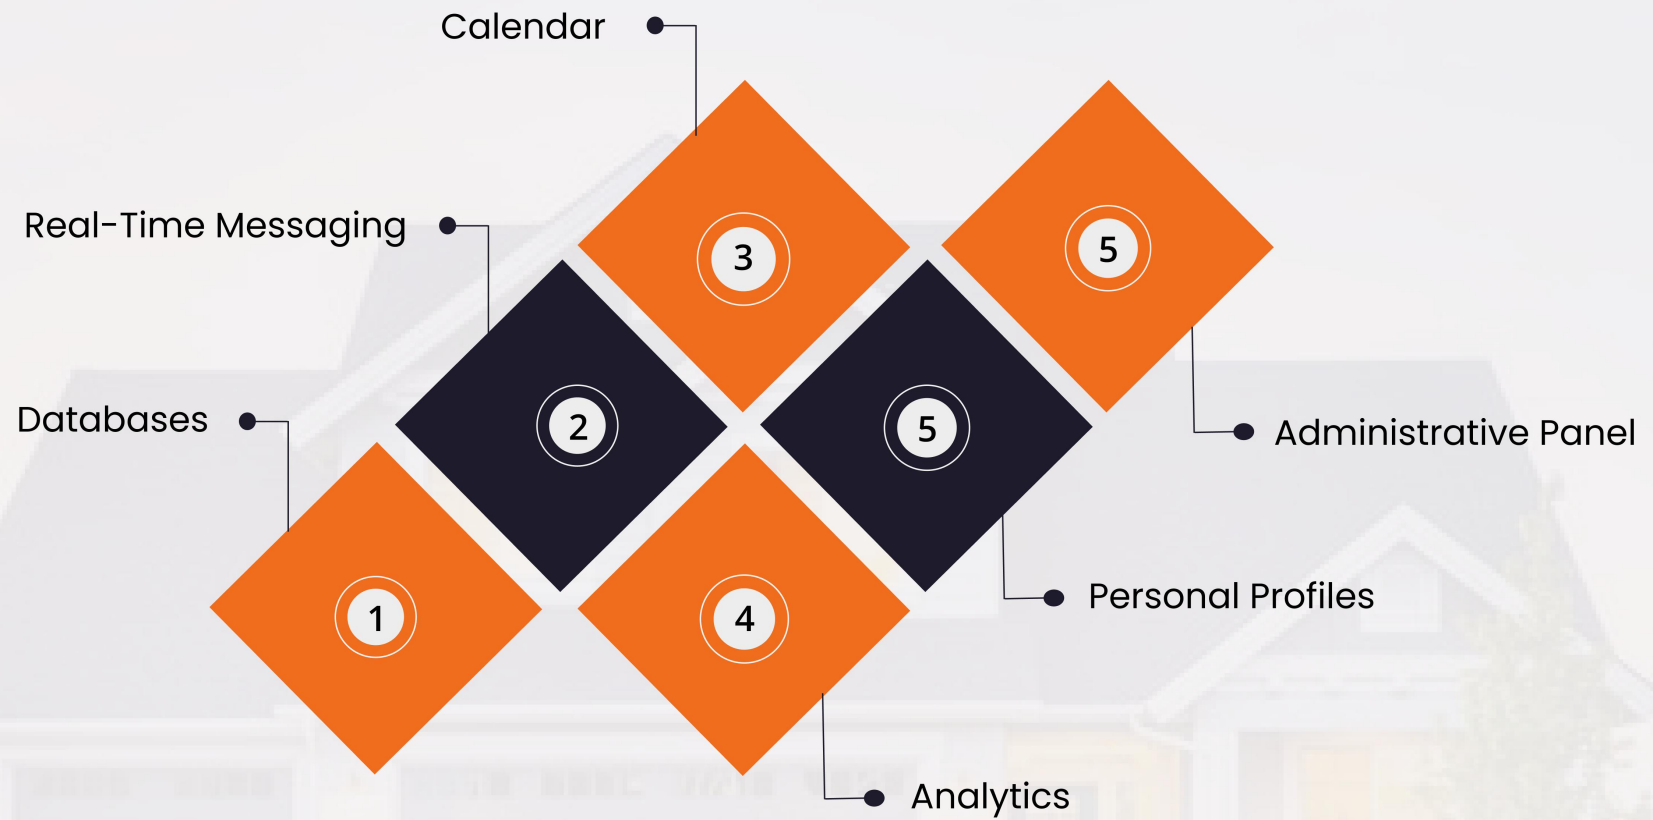 Calendar
Real-Time Messaging
3
5
Databases
2
5
Administrative Panel
Personal Profiles
1
4
Analytics